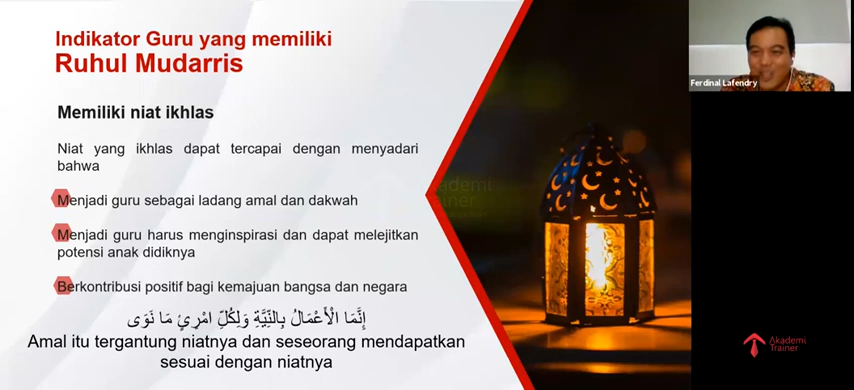 Indikator Guru yang memiliki
Ruhul Mudarris
Memiliki niat ikhlas
Niat yang ikhlas dapat tercapai dengan menyadari
bahwa
Menjadi guru sebagai ladang amal dan dakwah
Menjadi guru harus menginspirasi dan dapat melejitkan
potensi anak didiknya
Berkontribusi positif bagi kemajuan bangsa dan negara
إِنَّمَا الْأَعْمَالُ بِالنِّيَّةِ وَلِكُلِّ امْرِئٍ مَا نَوَى
Amal itu tergantung niatnya dan seseorang mendapatkan
sesuai dengan niatnya
Akademi
Trainer
Ferdinal Lafendry
Akademi
Trainer